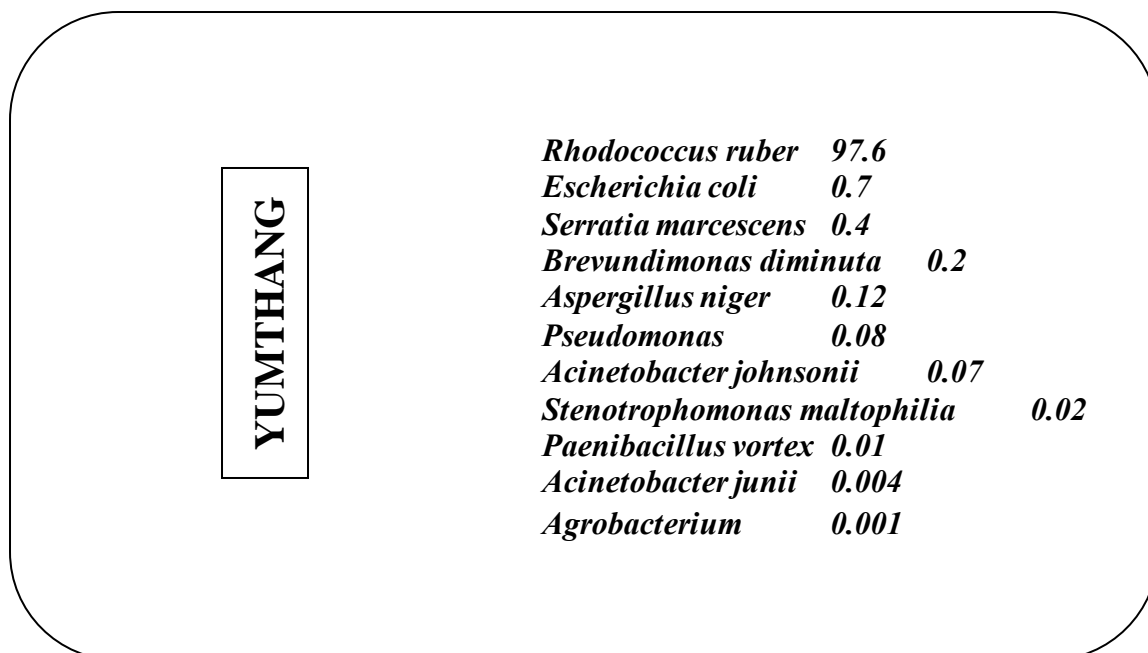 YUMTHANG
Rhodococcus ruber 97.6
Escherichia coli 0.7
Serratia marcescens 0.4
Brevundimonas diminuta 0.2
Aspergillus niger 0.12
Pseudomonas 0.08
Acinetobacter johnsonii 0.07
Stenotrophomonas maltophilia 0.02
Paenibacillus vortex 0.01
Acinetobacter junii 0.004
Agrobacterium 0.001